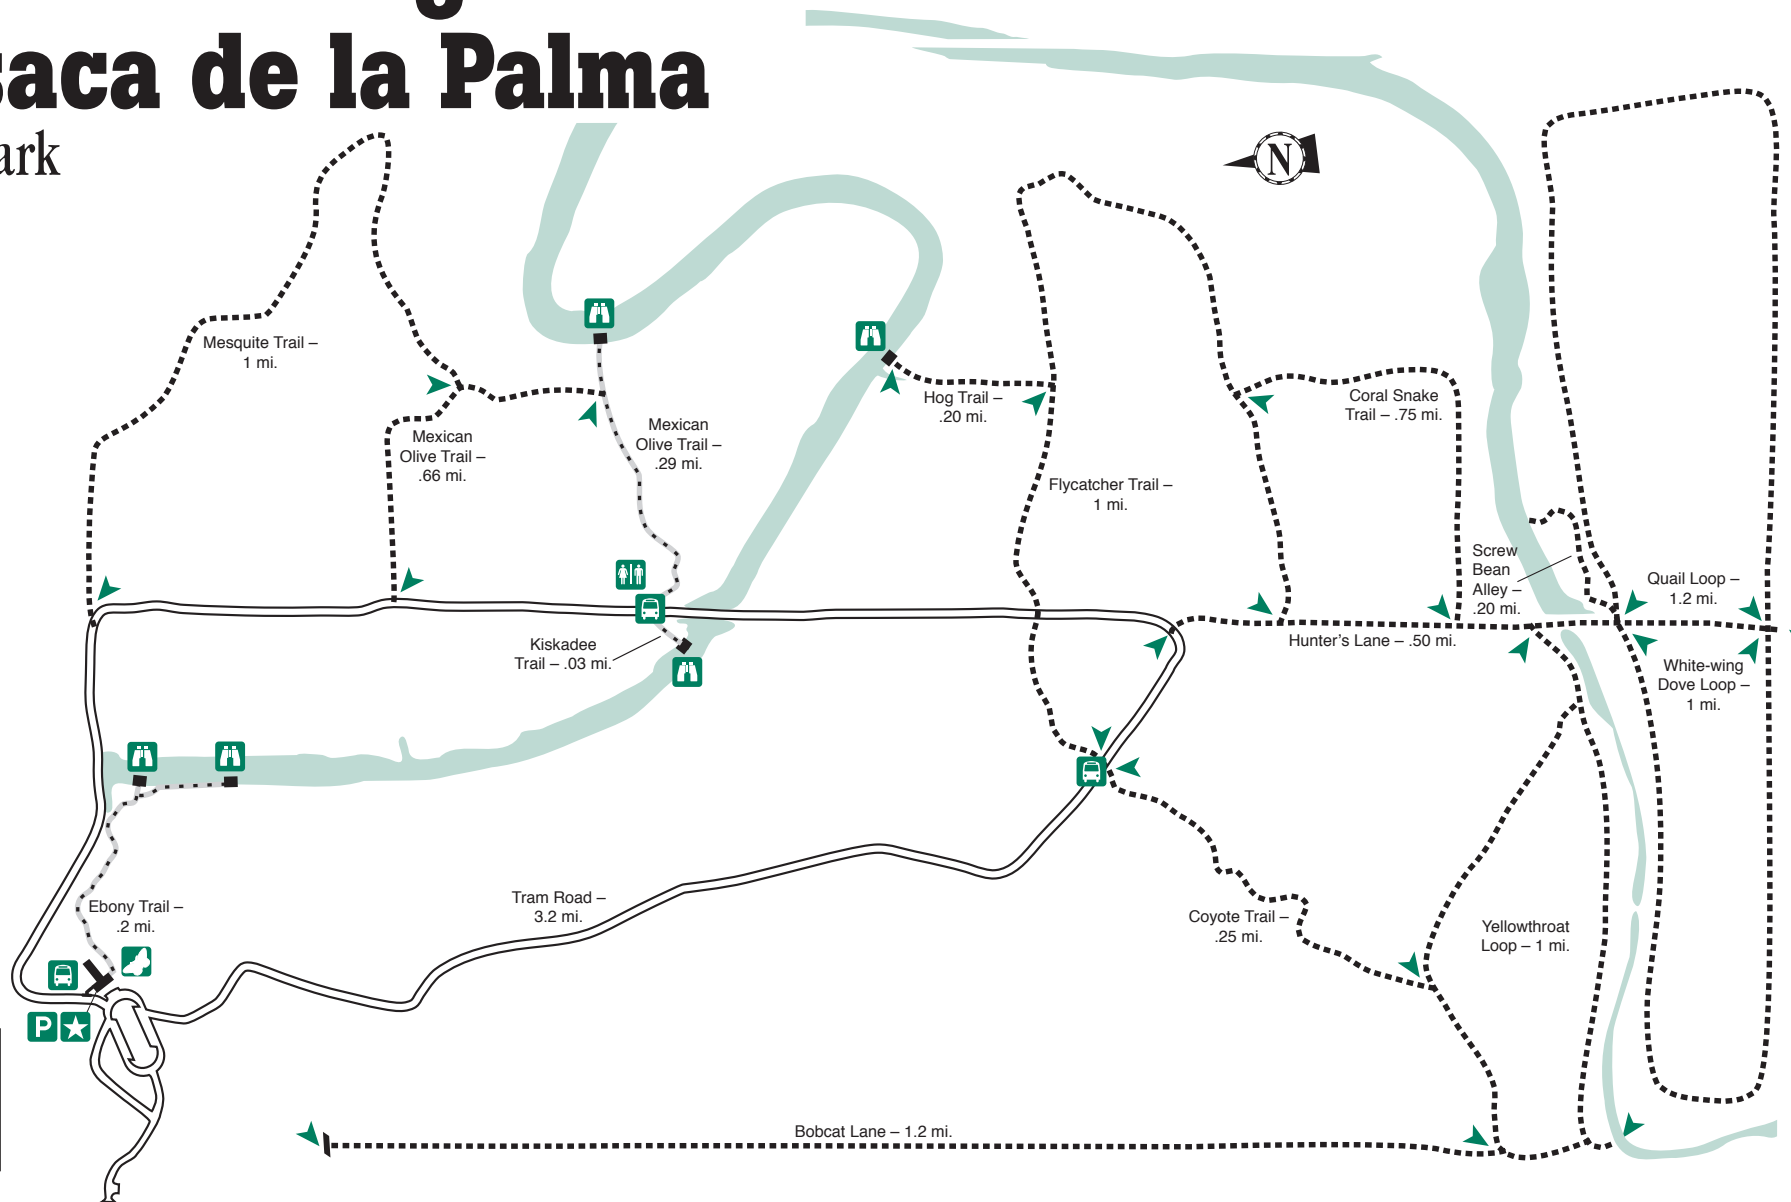 saca de la Palma
ark
N
Mesquite Trail –
1 mi.
Mexican
Olive Trail –
.66 mi.
Mexican
Olive Trail –
.29 mi.
Hog Trail –
.20 mi.
Coral Snake
Trail – .75 mi.
Flycatcher Trail –
1 mi.
Screw
Bean
Alley –
.20 mi.
Quail Loop –
1.2 mi.
Kiskadee
Trail – .03 mi.
Hunter’s Lane – .50 mi.
White-wing
Dove Loop –
1 mi.
Ebony Trail –
.2 mi.
Tram Road –
3.2 mi.
Coyote Trail –
.25 mi.
Yellowthroat
Loop – 1 mi.
P
Bobcat Lane – 1.2 mi.